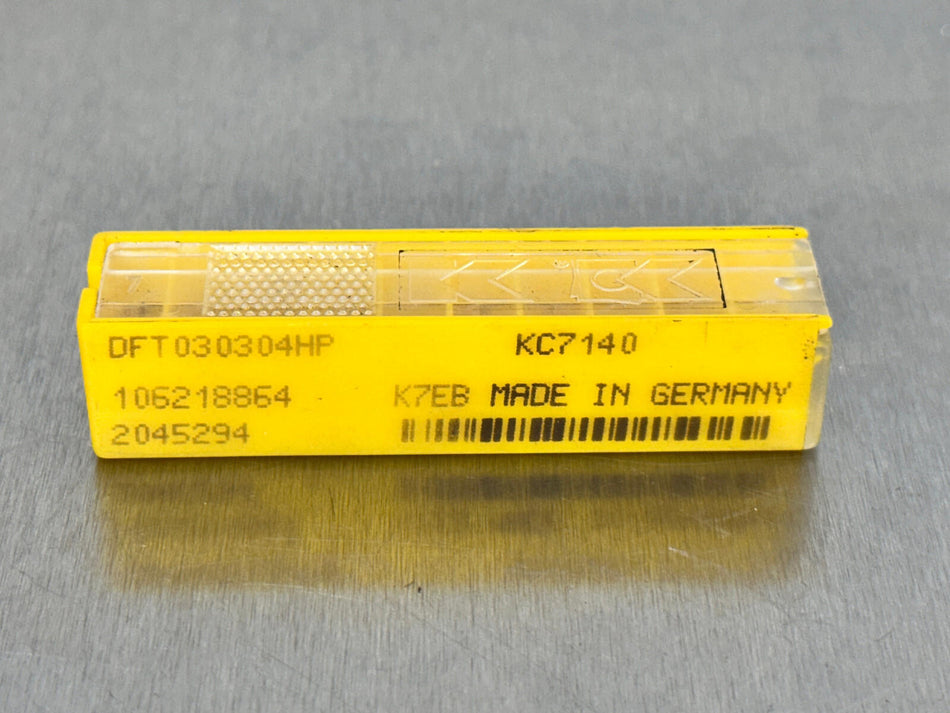 DFT030304HP KC7140
106218864 K7EB MADE IN GERMANY
2045294